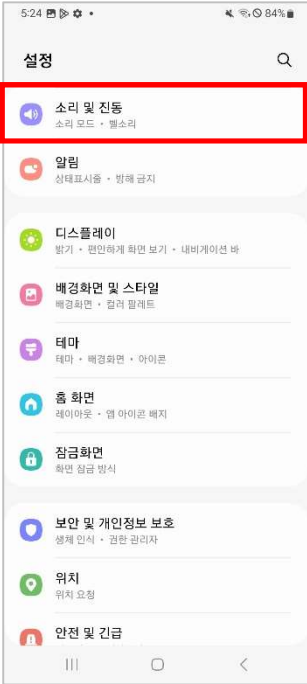 5:24
84%
설정
소리 및 진동
소리 모드 • 벨소리
알림
상태표시줄 • 방해 금지
디스플레이
밝기 • 편안하게 화면 보기 • 내비게이션 바
배경화면 및 스타일
배경화면 • 컬러 팔레트
테마
테마 • 배경화면 • 아이콘
홈 화면
레이아웃 • 앱 아이콘 배지
잠금화면
화면 잠금 방식
보안 및 개인정보 보호
생체 인식 • 권한 관리자
위치
위치 요청
안전 및 긴급